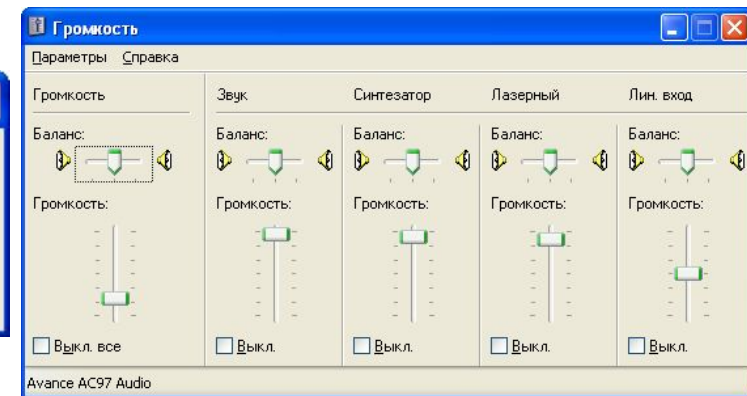 Громкость
Параметры Справка
Громкость Звук Синтезатор Лазерный Лин. вход
Баланс: Баланс: Баланс: Баланс: Баланс:
Громкость: Громкость: Громкость: Громкость: Громкость:
Выкл. все Выкл. Выкл. Выкл. Выкл.
Avance AC97 Audio